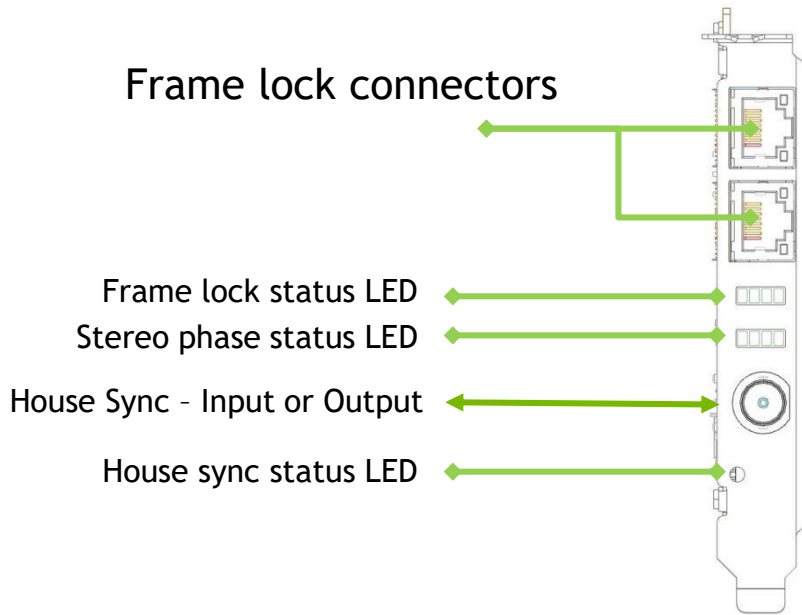 Frame lock connectors
Frame lock status LED
Stereo phase status LED
House Sync – Input or Output
House sync status LED